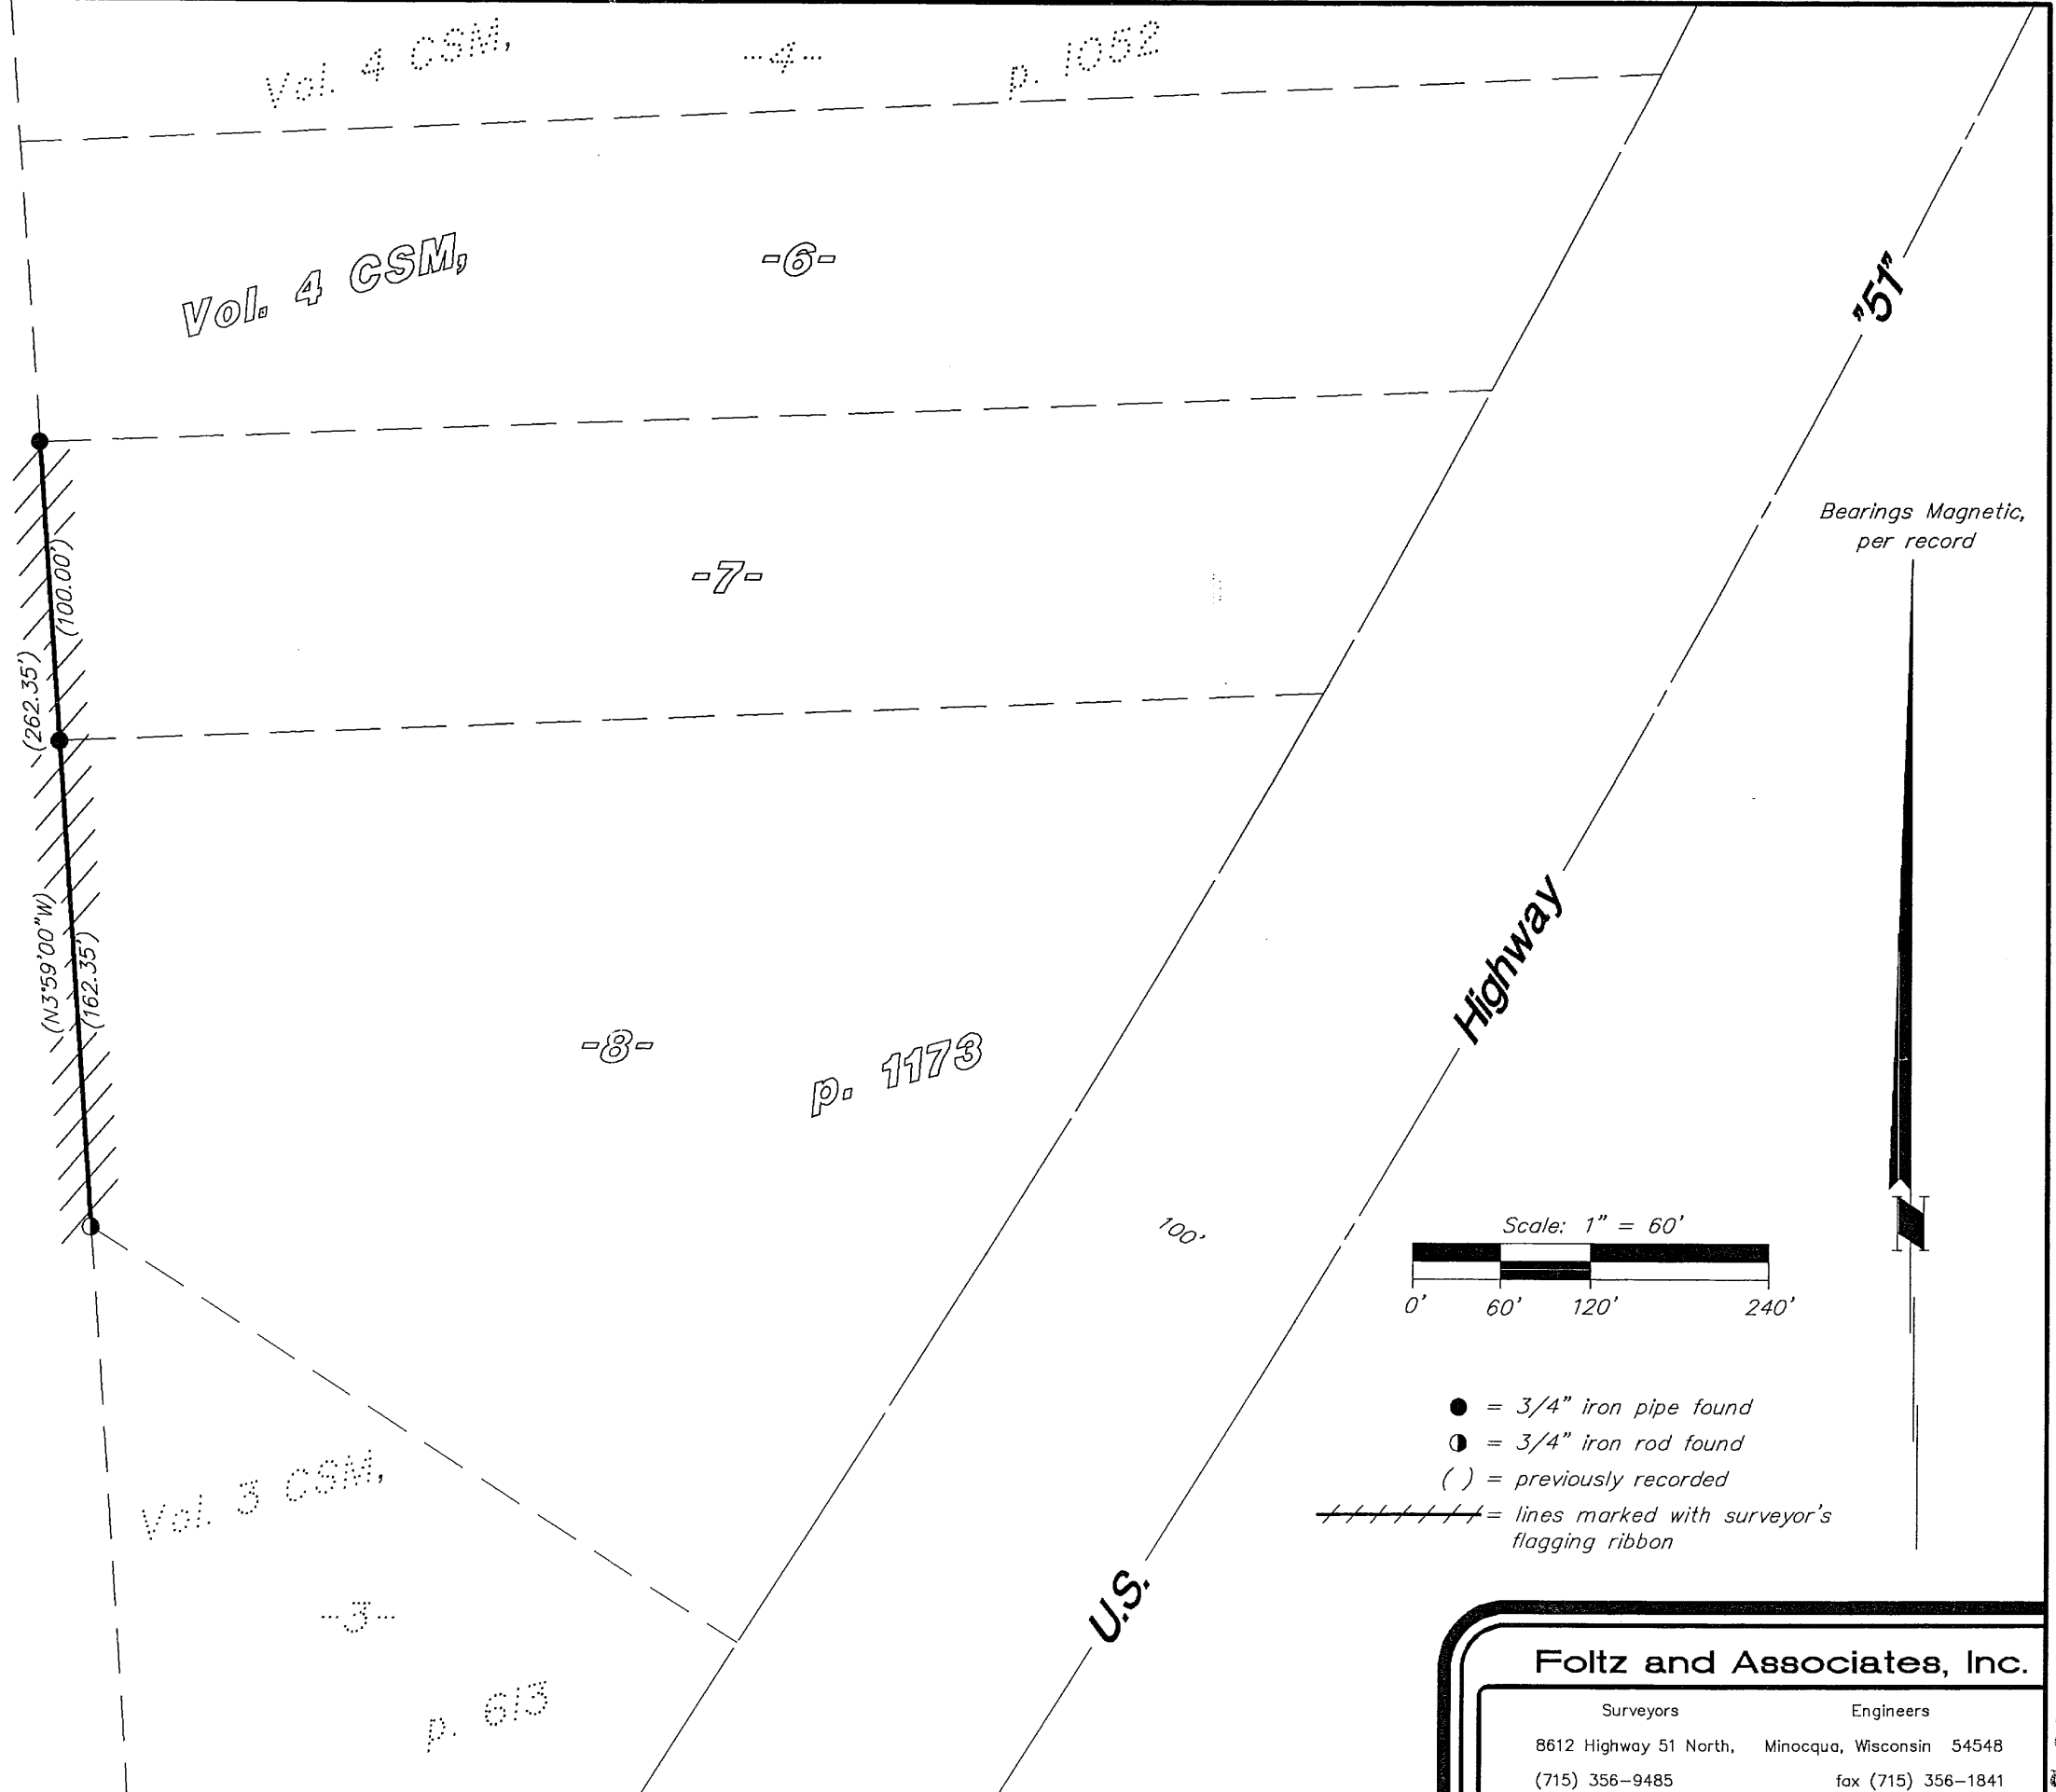 Vol. 4 CSM, -4- p. 1052
Vol. 4 CSM, -6-
"51"
Bearings Magnetic,
per record
(100.00')
-7-
(262.35')
Highway
(N3°59'00"W)
(162.35')
-8-
p. 1173
100'
N
Scale: 1" = 60'
0' 60' 120' 240'
= 3/4" iron pipe found
= 3/4" iron rod found
( ) = previously recorded
= lines marked with surveyor's
flagging ribbon
Vol. 3 CSM,
-3-
p. 613
U.S.
Foltz and Associates, Inc.
Surveyors Engineers
8612 Highway 51 North, Minocqua, Wisconsin 54548
(715) 356-9485 fax (715) 356-1841